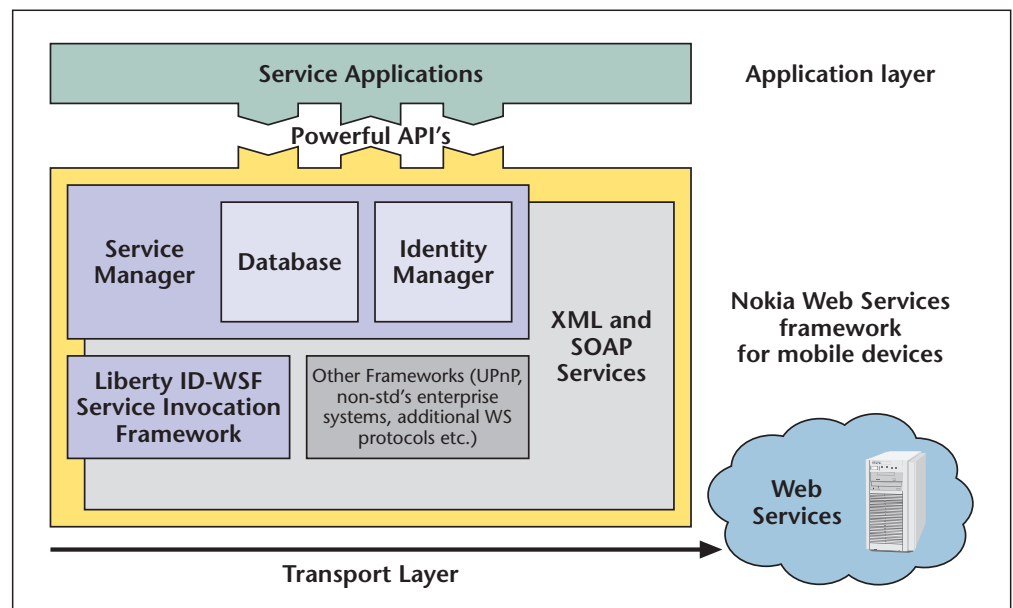 Service Applications
Application layer
Powerful API's
Service
Manager
Database
Identity
Manager
XML and
SOAP
Services
Nokia Web Services
framework
for mobile devices
Liberty ID-WSF
Service Invocation
Framework
Other Frameworks (UPnP,
non-std's enterprise
systems, additional WS
protocols etc.)
Web
Services
Transport Layer